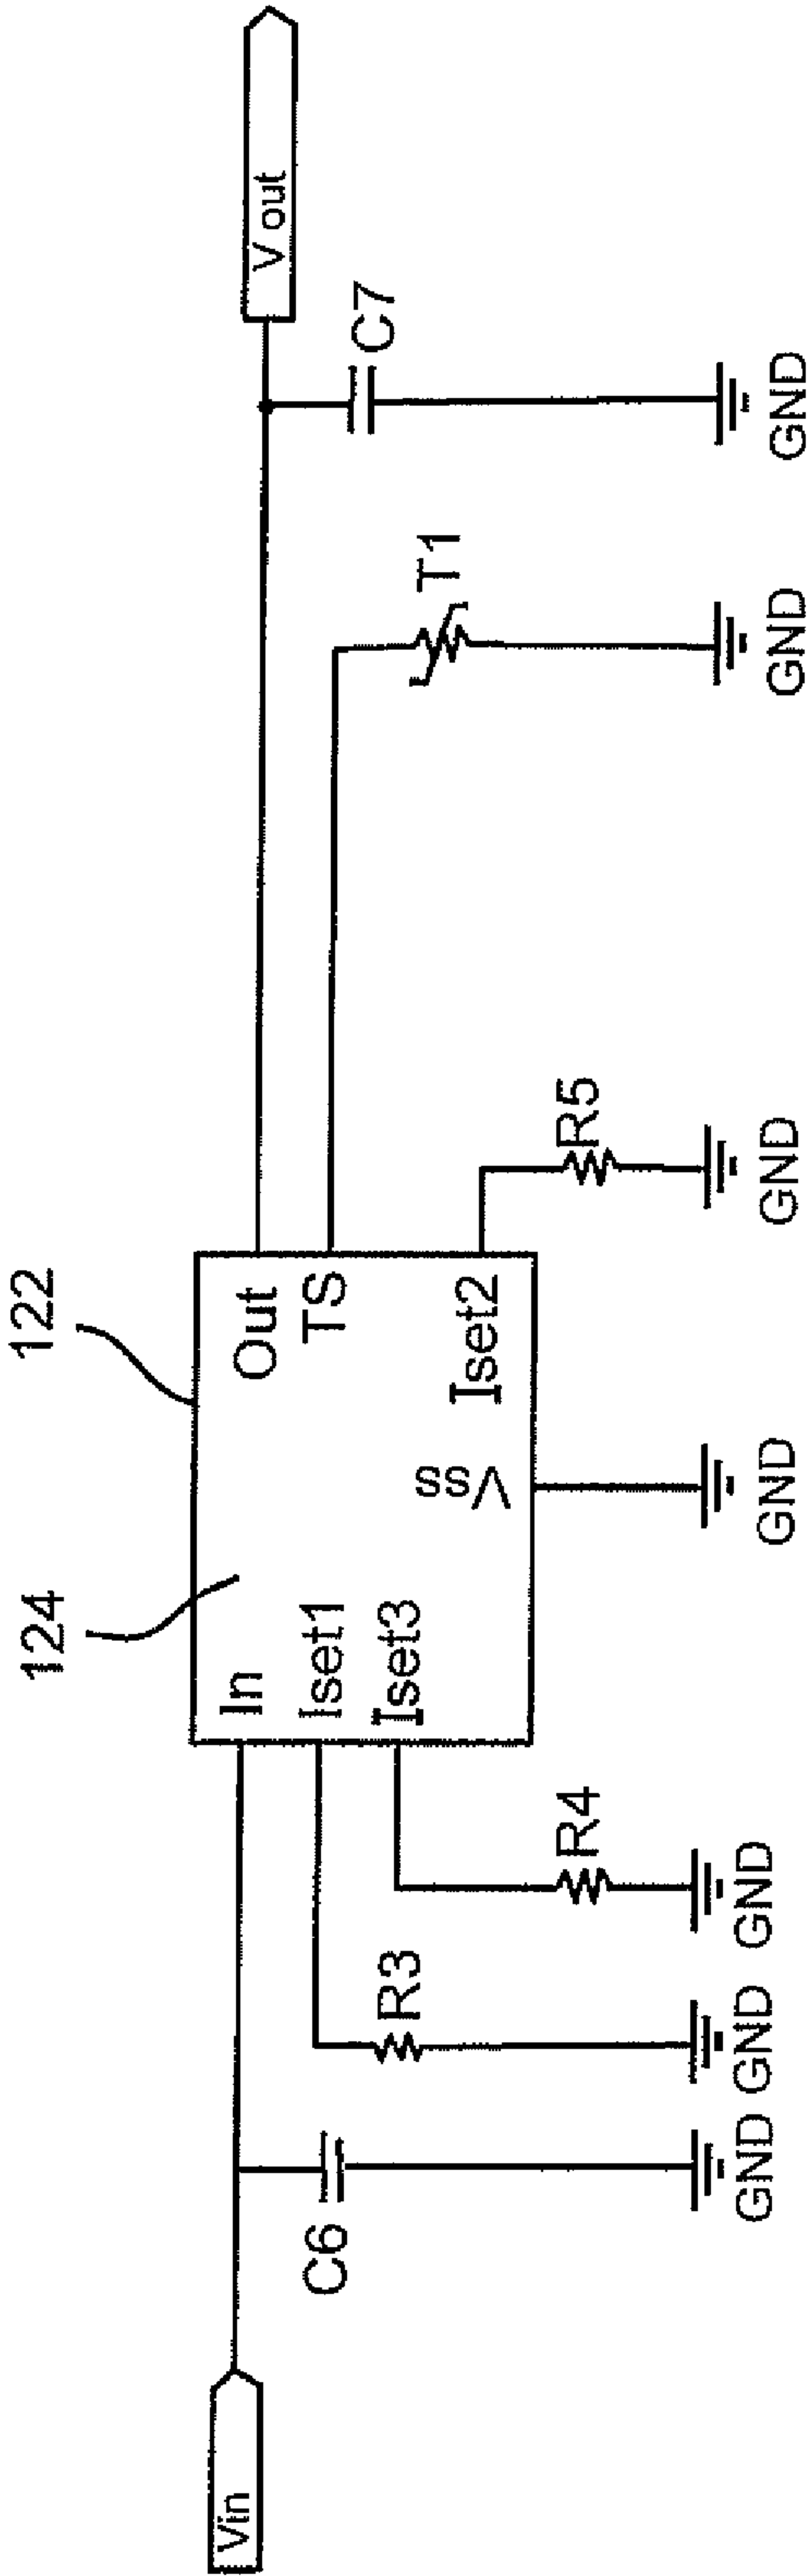 122
124
Vin
In
Out
V out
Iset1
TS
Iset3
Iset2
Vss
C6
R3
R4
R5
T1
C7
GND
GND
GND
GND
GND
GND
GND